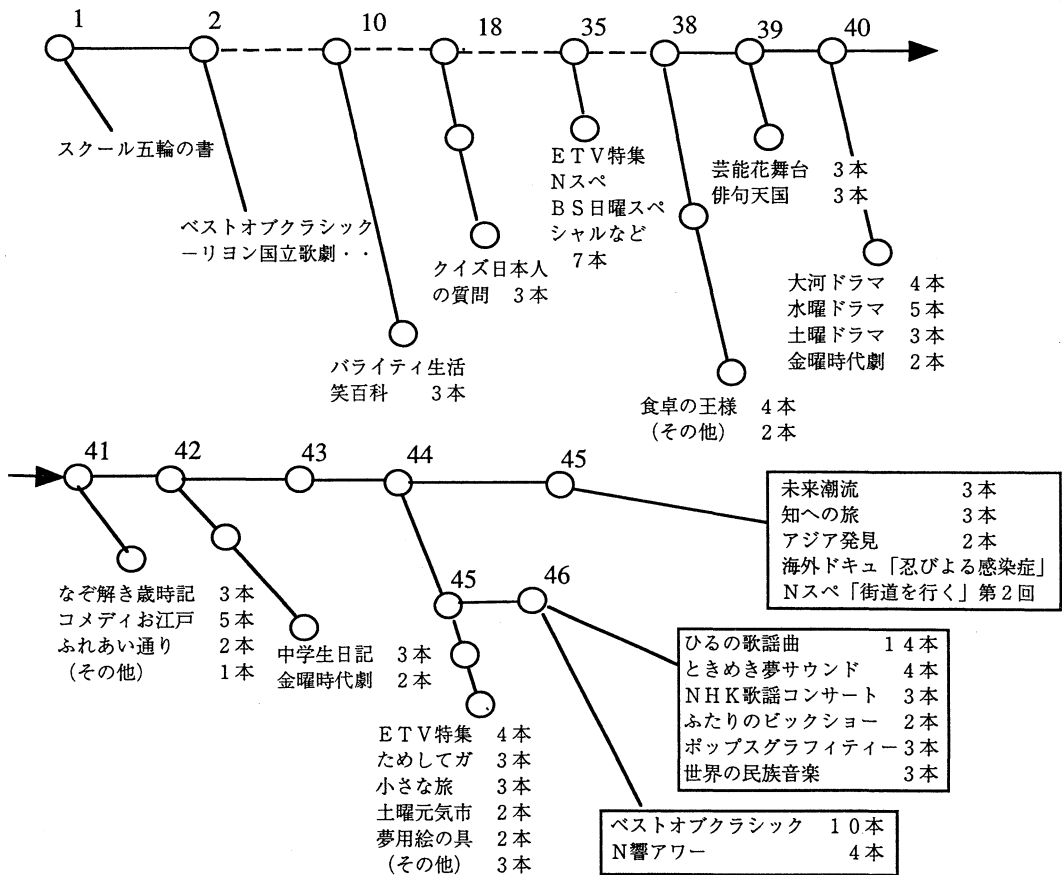 1 2 10 18 35 38 39 40
スクール五輪の書
ベストオブクラシック
－リヨン国立歌劇・・
バライティ生活
笑百科 3本
クイズ日本人
の質問 3本
ＥＴＶ特集
Ｎスペ
ＢＳ日曜スペ
シャルなど
7本
食卓の王様 4本
(その他) 2本
芸能花舞台 3本
俳句天国 3本
大河ドラマ 4本
水曜ドラマ 5本
土曜ドラマ 3本
金曜時代劇 2本
41 42 43 44 45
なぞ解き歳時記 3本
コメディお江戸 5本
ふれあい通り 2本
(その他) 1本
中学生日記 3本
金曜時代劇 2本
45 46
ＥＴＶ特集 4本
ためしてガ 3本
小さな旅 3本
土曜元気市 2本
夢用絵の具 2本
(その他) 3本
未来潮流 3本
知への旅 3本
アジア発見 2本
海外ドキュ「忍びよる感染症」
Ｎスペ「街道を行く」第2回
ひるの歌謡曲 14本
ときめき夢サウンド 4本
ＮＨＫ歌謡コンサート 3本
ふたりのビックショー 2本
ポップスグラフィティー3本
世界の民族音楽 3本
ベストオブクラシック 10本
Ｎ響アワー 4本